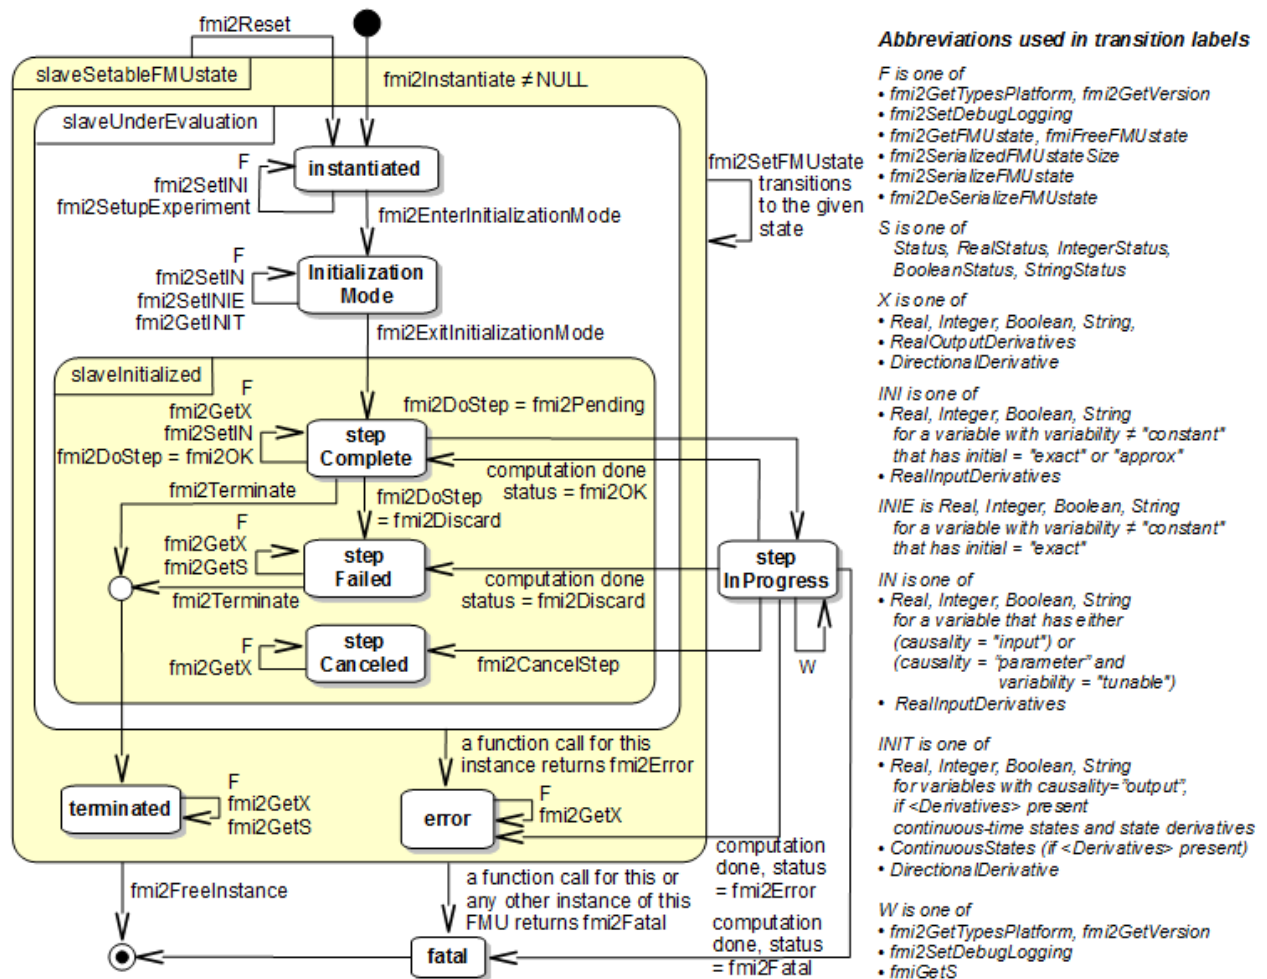 fmi2Reset
slaveSetableFMUstate
fmi2Instantiate ≠ NULL
slaveUnderEvaluation
F
fmi2SetINI
fmi2SetupExperiment
instantiated
fmi2SetFMUstate
transitions
to the given
state
fmi2EnterInitializationMode
F
fmi2SetIN
fmi2SetINIE
fmi2GetINIT
Initialization
Mode
fmi2ExitInitializationMode
slaveInitialized
F
fmi2GetX
fmi2SetIN
fmi2DoStep = fmi2OK
step
Complete
fmi2DoStep = fmi2Pending
computation done
status = fmi2OK
fmi2Terminate
fmi2DoStep
= fmi2Discard
F
fmi2GetX
fmi2GetS
step
Failed
step
InProgress
fmi2Terminate
computation done
status = fmi2Discard
F
fmi2GetX
step
Canceled
fmi2CancelStep
W
a function call for this
instance returns fmi2Error
terminated
F
fmi2GetX
fmi2GetS
error
F
fmi2GetX
computation
done, status
= fmi2Error
fmi2FreeInstance
a function call for this or
any other instance of this
FMU returns fmi2Fatal
computation
done, status
= fmi2Fatal
fatal
Abbreviations used in transition labels
F is one of
• fmi2GetTypesPlatform, fmi2GetVersion
• fmi2SetDebugLogging
• fmi2GetFMUstate, fmiFreeFMUstate
• fmi2SerializedFMUstateSize
• fmi2SerializeFMUstate
• fmi2DeSerializeFMUstate
S is one of
Status, RealStatus, IntegerStatus,
BooleanStatus, StringStatus
X is one of
• Real, Integer, Boolean, String,
• RealOutputDerivatives
• DirectionalDerivative
INI is one of
• Real, Integer, Boolean, String
for a variable with variability ≠ "constant"
that has initial = "exact" or "approx"
• RealInputDerivatives
INIE is Real, Integer, Boolean, String
for a variable with variability ≠ "constant"
that has initial = "exact"
IN is one of
• Real, Integer, Boolean, String
for a variable that has either
(causality = "input") or
(causality = "parameter" and
variability = "tunable")
• RealInputDerivatives
INIT is one of
• Real, Integer, Boolean, String
for variables with causality="output",
if <Derivatives> present
continuous-time states and state derivatives
• ContinuousStates (if <Derivatives> present)
• DirectionalDerivative
W is one of
• fmi2GetTypesPlatform, fmi2GetVersion
• fmi2SetDebugLogging
• fmiGetS